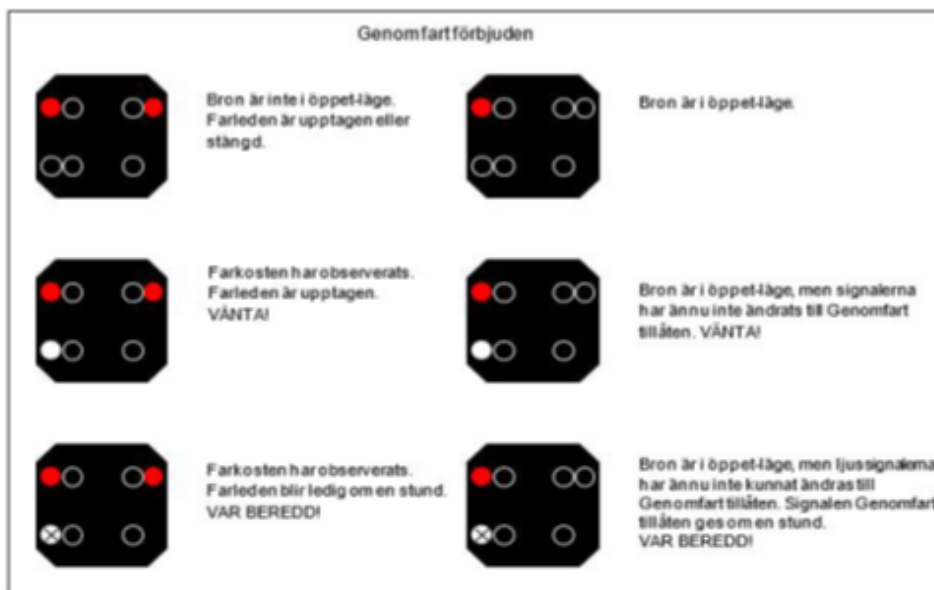 Genomfart förbjuden
Bron är inte i öppet-läge.
Farleden är upptagen eller
stängd.
Bron är i öppet-läge.
Farkosten har observerats.
Farleden är upptagen.
VÄNTA!
Bron är i öppet-läge, men signalerna
har ännu inte ändrats till Genomfart
tillåten. VÄNTA!
Farkosten har observerats.
Farleden blir ledig om en stund.
VAR BEREDD!
Bron är i öppet-läge, men ljussignalerna
har ännu inte kunnat ändras till
Genomfart tillåten. Signalen Genomfart
tillåten ges om en stund.
VAR BEREDD!